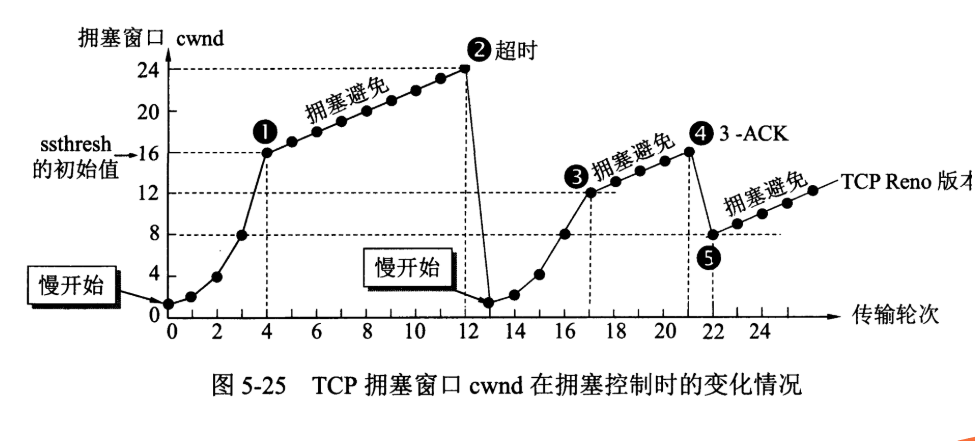 拥塞窗口 cwnd
❷ 超时
24
拥塞避免
20
❶
❹ 3 -ACK
ssthresh
的初始值
16
❸ 拥塞避免
12
拥塞避免
TCP Reno 版本
8
❺
慢开始
慢开始
4
0
0 2 4 6 8 10 12 14 16 18 20 22 24
传输轮次
图 5-25 TCP 拥塞窗口 cwnd 在拥塞控制时的变化情况